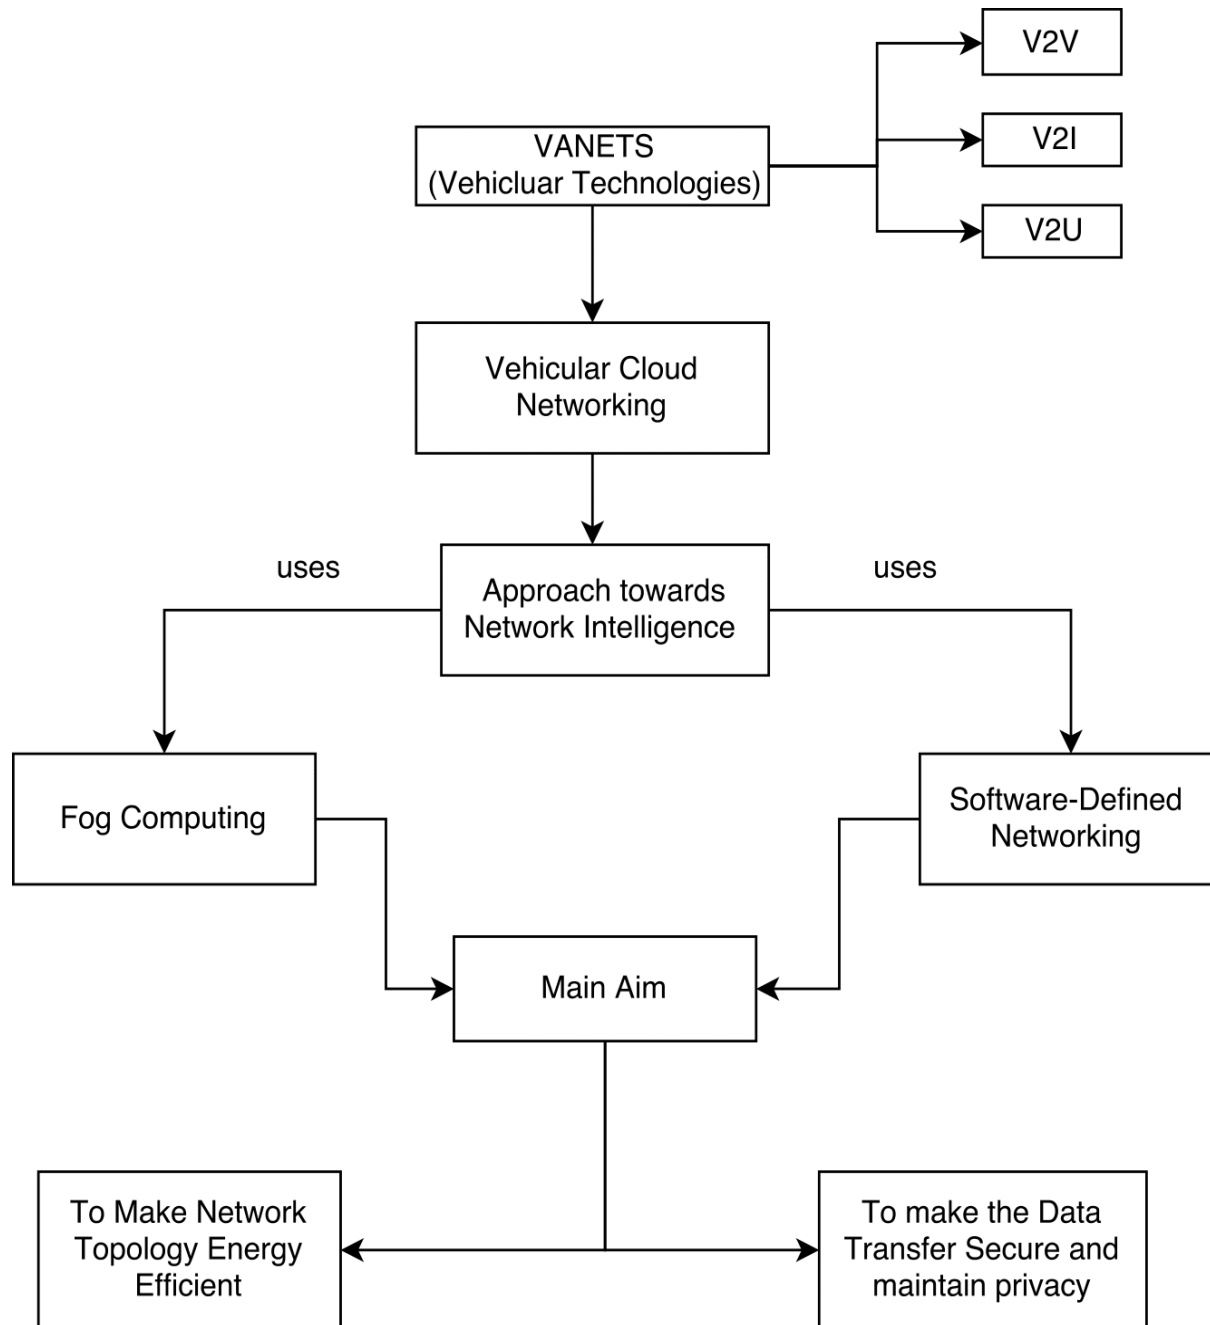 V2V
VANETS
(Vehicluar Technologies)
V2I
V2U
Vehicular Cloud
Networking
uses
uses
Approach towards
Network Intelligence
Fog Computing
Software-Defined
Networking
Main Aim
To Make Network
Topology Energy
Efficient
To make the Data
Transfer Secure and
maintain privacy